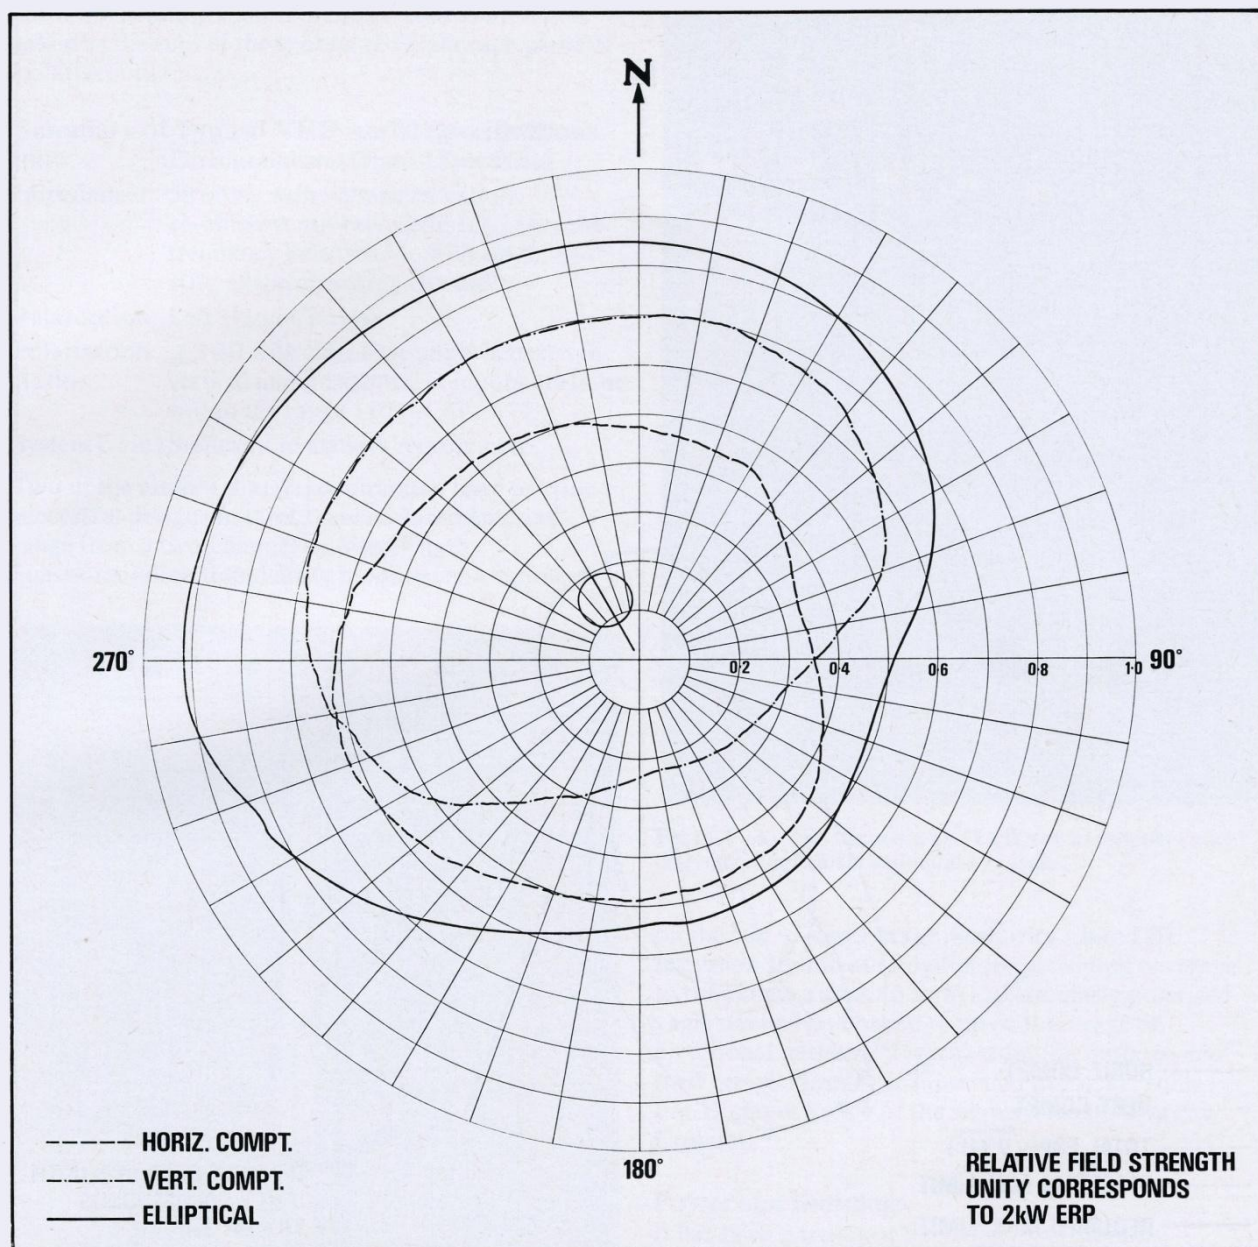 N
270°
0·2
0·4
0·6
0·8
1·0
90°
180°
HORIZ. COMPT.
VERT. COMPT.
ELLIPTICAL
RELATIVE FIELD STRENGTH
UNITY CORRESPONDS
TO 2kW ERP